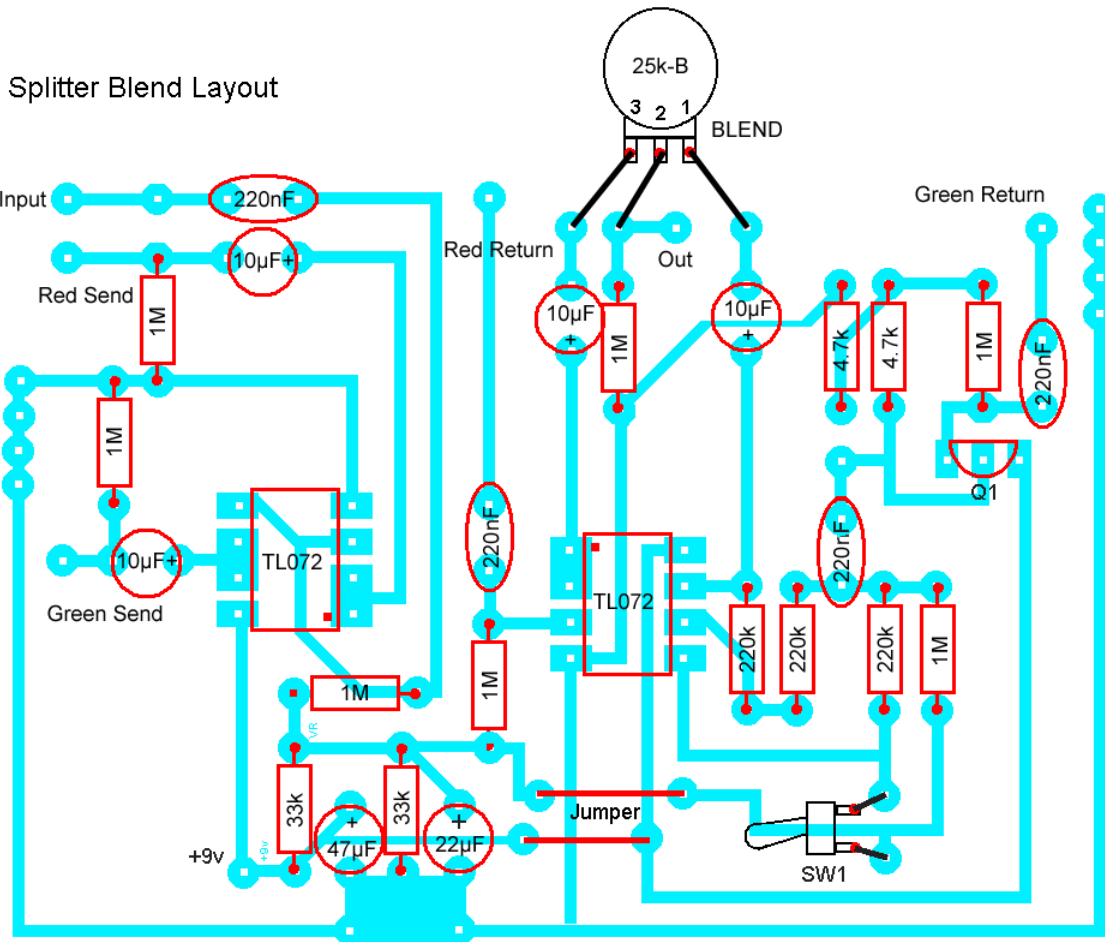 Splitter Blend Layout
25k-B
3 2 1
BLEND
Input
220nF
Green Return
Red Return
Out
10µF+
Red Send
1M
10µF
+
1M
10µF
+
4.7k
4.7k
1M
220nF
1M
Q1
220nF
220nF
10µF+
TL072
TL072
Green Send
220k
220k
220k
1M
1M
1M
VR
33k
33k
+
47µF
+
22µF
Jumper
+9v
+9v
SW1